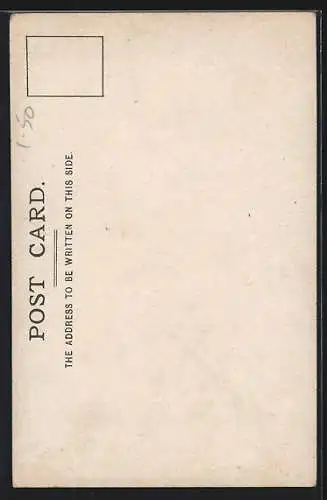 POST CARD.
THE ADDRESS TO BE WRITTEN ON THIS SIDE.
1-50